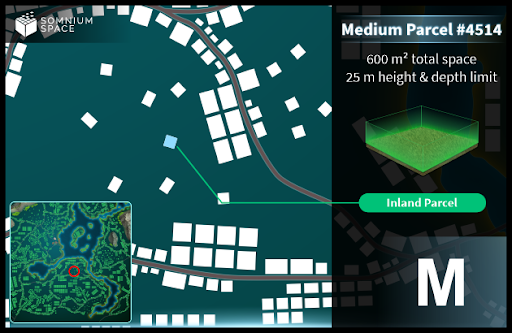 SOMNIUM
SPACE
Medium Parcel #4514
600 m² total space
25 m height & depth limit
Inland Parcel
M